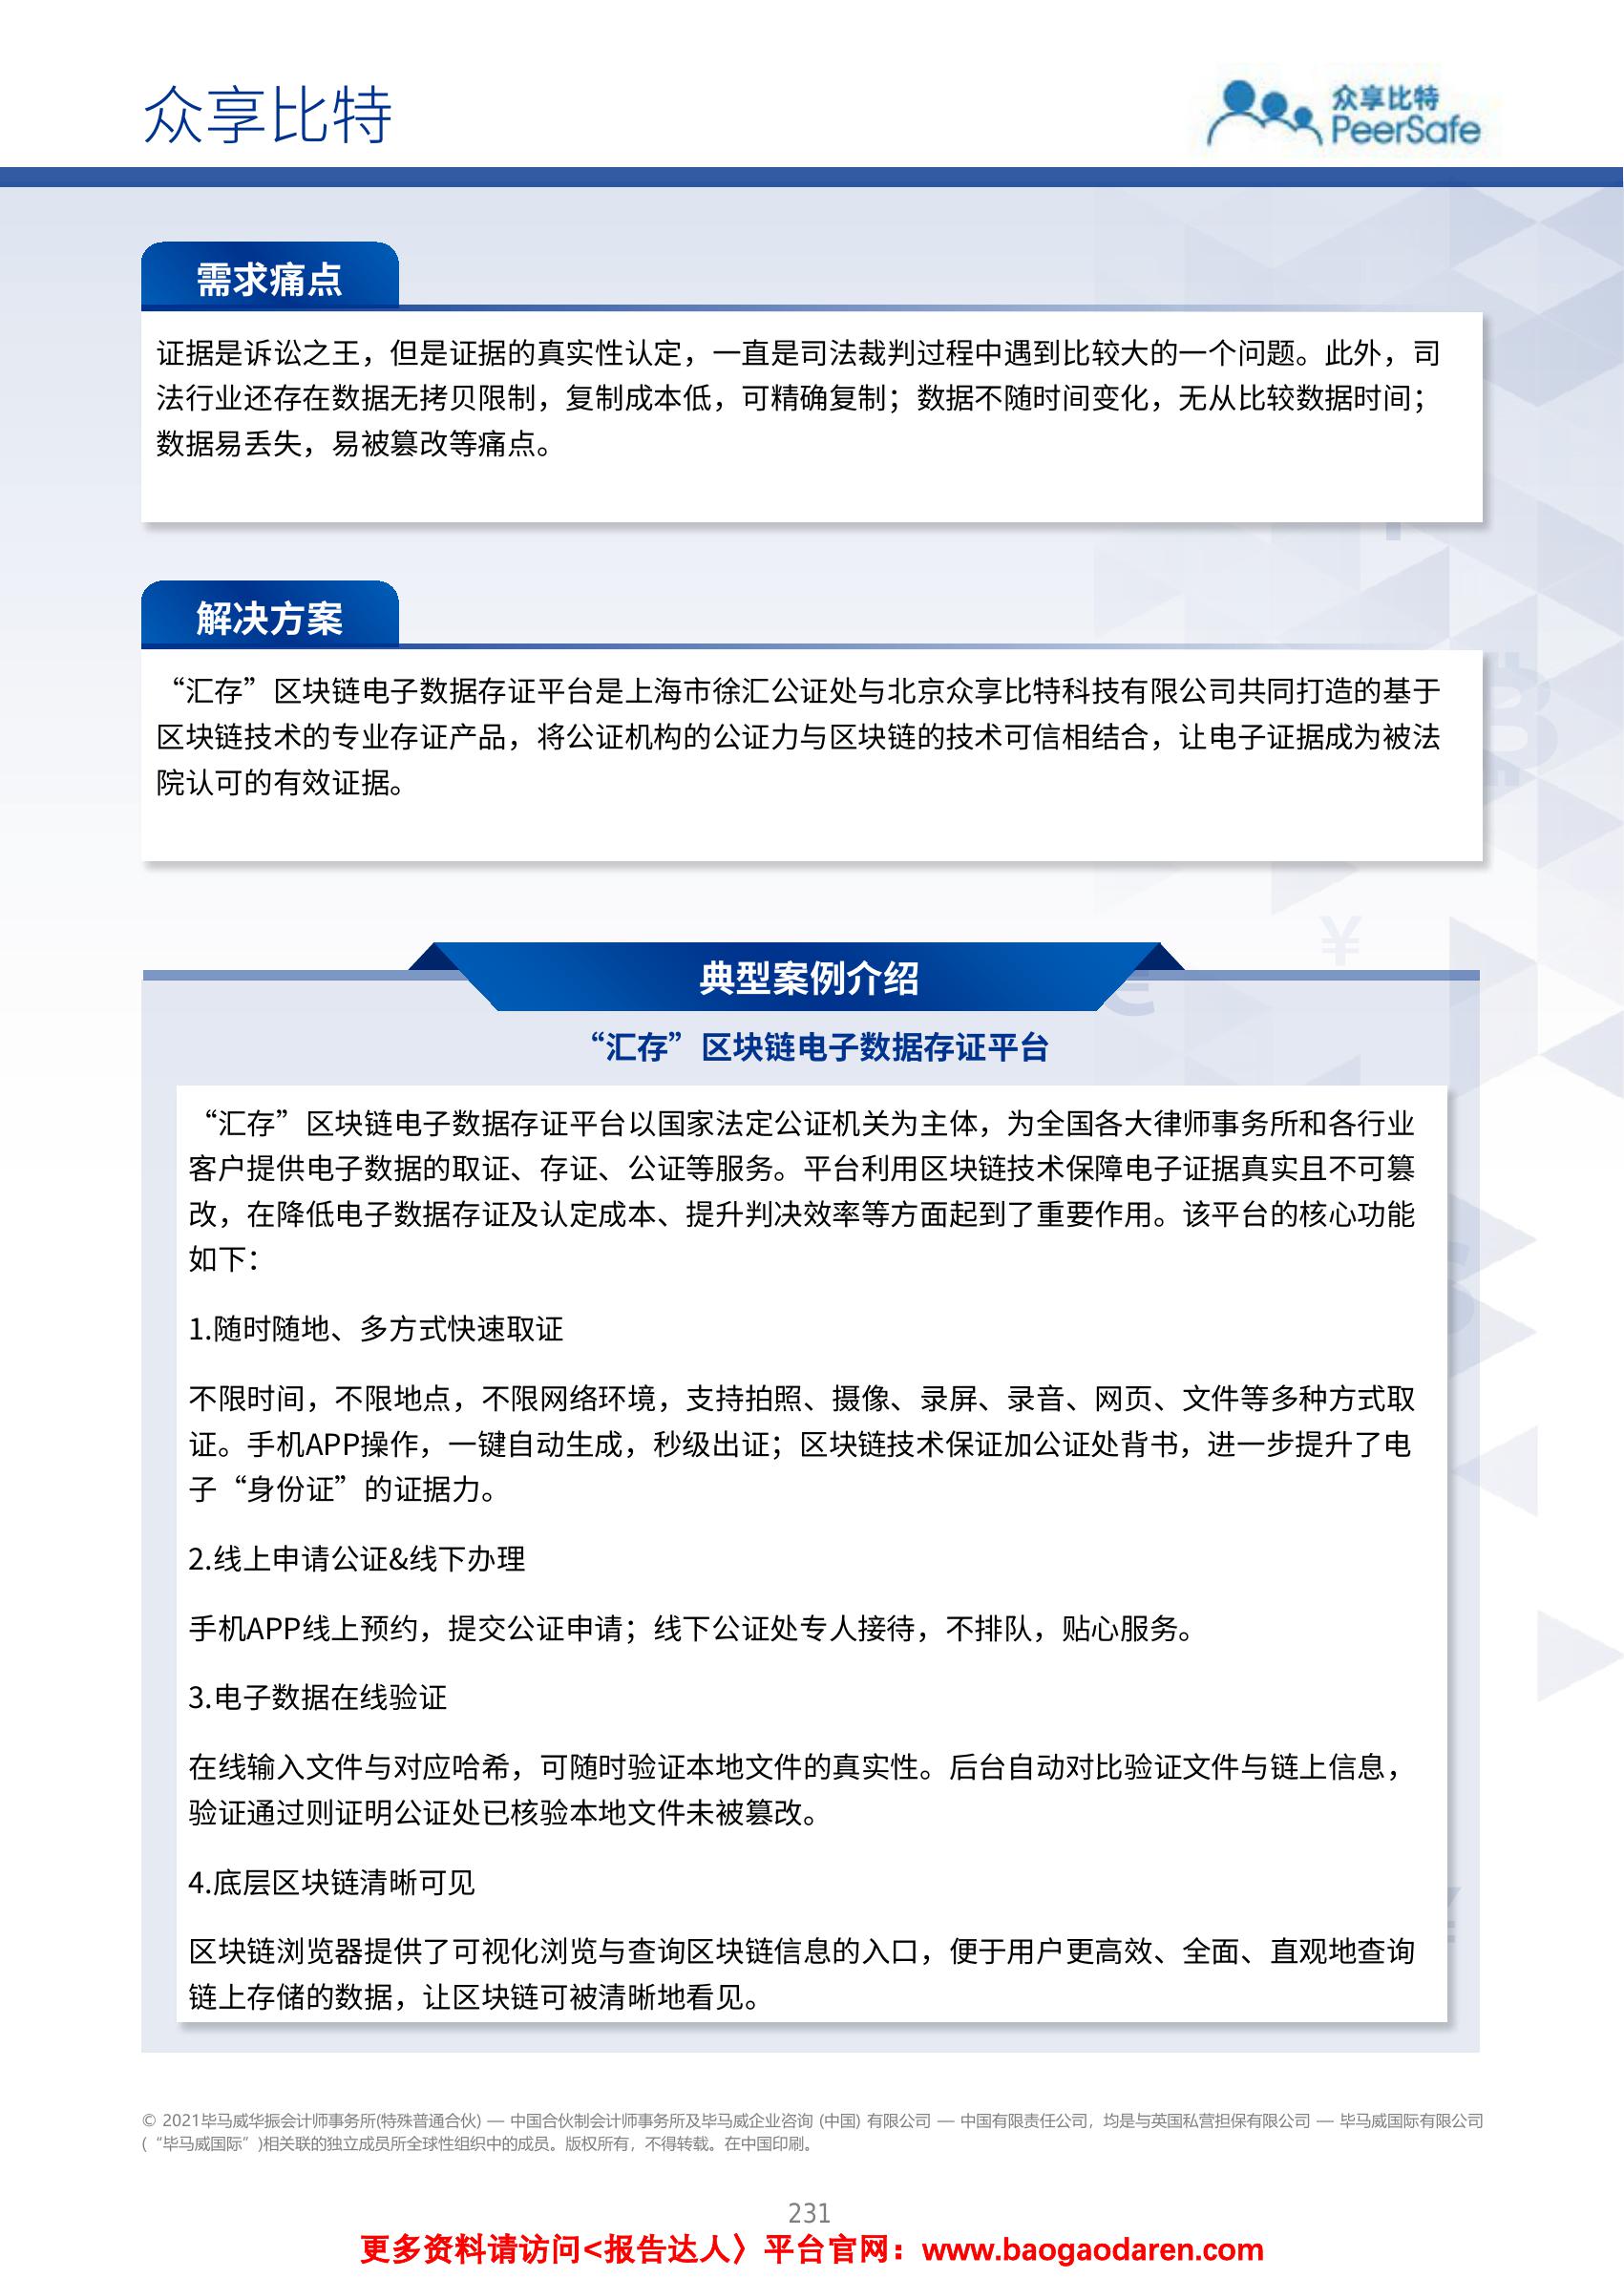 众享比特
众享比特
PeerSafe
需求痛点
证据是诉讼之王，但是证据的真实性认定，一直是司法裁判过程中遇到比较大的一个问题。此外，司
法行业还存在数据无拷贝限制，复制成本低，可精确复制；数据不随时间变化，无从比较数据时间；
数据易丢失，易被篡改等痛点。
解决方案
“汇存”区块链电子数据存证平台是上海市徐汇公证处与北京众享比特科技有限公司共同打造的基于
区块链技术的专业存证产品，将公证机构的公证力与区块链的技术可信相结合，让电子证据成为被法
院认可的有效证据。
典型案例介绍
“汇存”区块链电子数据存证平台
“汇存”区块链电子数据存证平台以国家法定公证机关为主体，为全国各大律师事务所和各行业
客户提供电子数据的取证、存证、公证等服务。平台利用区块链技术保障电子证据真实且不可篡
改，在降低电子数据存证及认定成本、提升判决效率等方面起到了重要作用。该平台的核心功能
如下：
1.随时随地、多方式快速取证
不限时间，不限地点，不限网络环境，支持拍照、摄像、录屏、录音、网页、文件等多种方式取
证。手机APP操作，一键自动生成，秒级出证；区块链技术保证加公证处背书，进一步提升了电
子“身份证”的证据力。
2.线上申请公证&线下办理
手机APP线上预约，提交公证申请；线下公证处专人接待，不排队，贴心服务。
3.电子数据在线验证
在线输入文件与对应哈希，可随时验证本地文件的真实性。后台自动对比验证文件与链上信息，
验证通过则证明公证处已核验本地文件未被篡改。
4.底层区块链清晰可见
区块链浏览器提供了可视化浏览与查询区块链信息的入口，便于用户更高效、全面、直观地查询
链上存储的数据，让区块链可被清晰地看见。
© 2021毕马威华振会计师事务所(特殊普通合伙) — 中国合伙制会计师事务所及毕马威企业咨询 (中国) 有限公司 — 中国有限责任公司，均是与英国私营担保有限公司 — 毕马威国际有限公司
(“毕马威国际”)相关联的独立成员所全球性组织中的成员。版权所有，不得转载。在中国印刷。
231
更多资料请访问<报告达人〉平台官网：www.baogaodaren.com